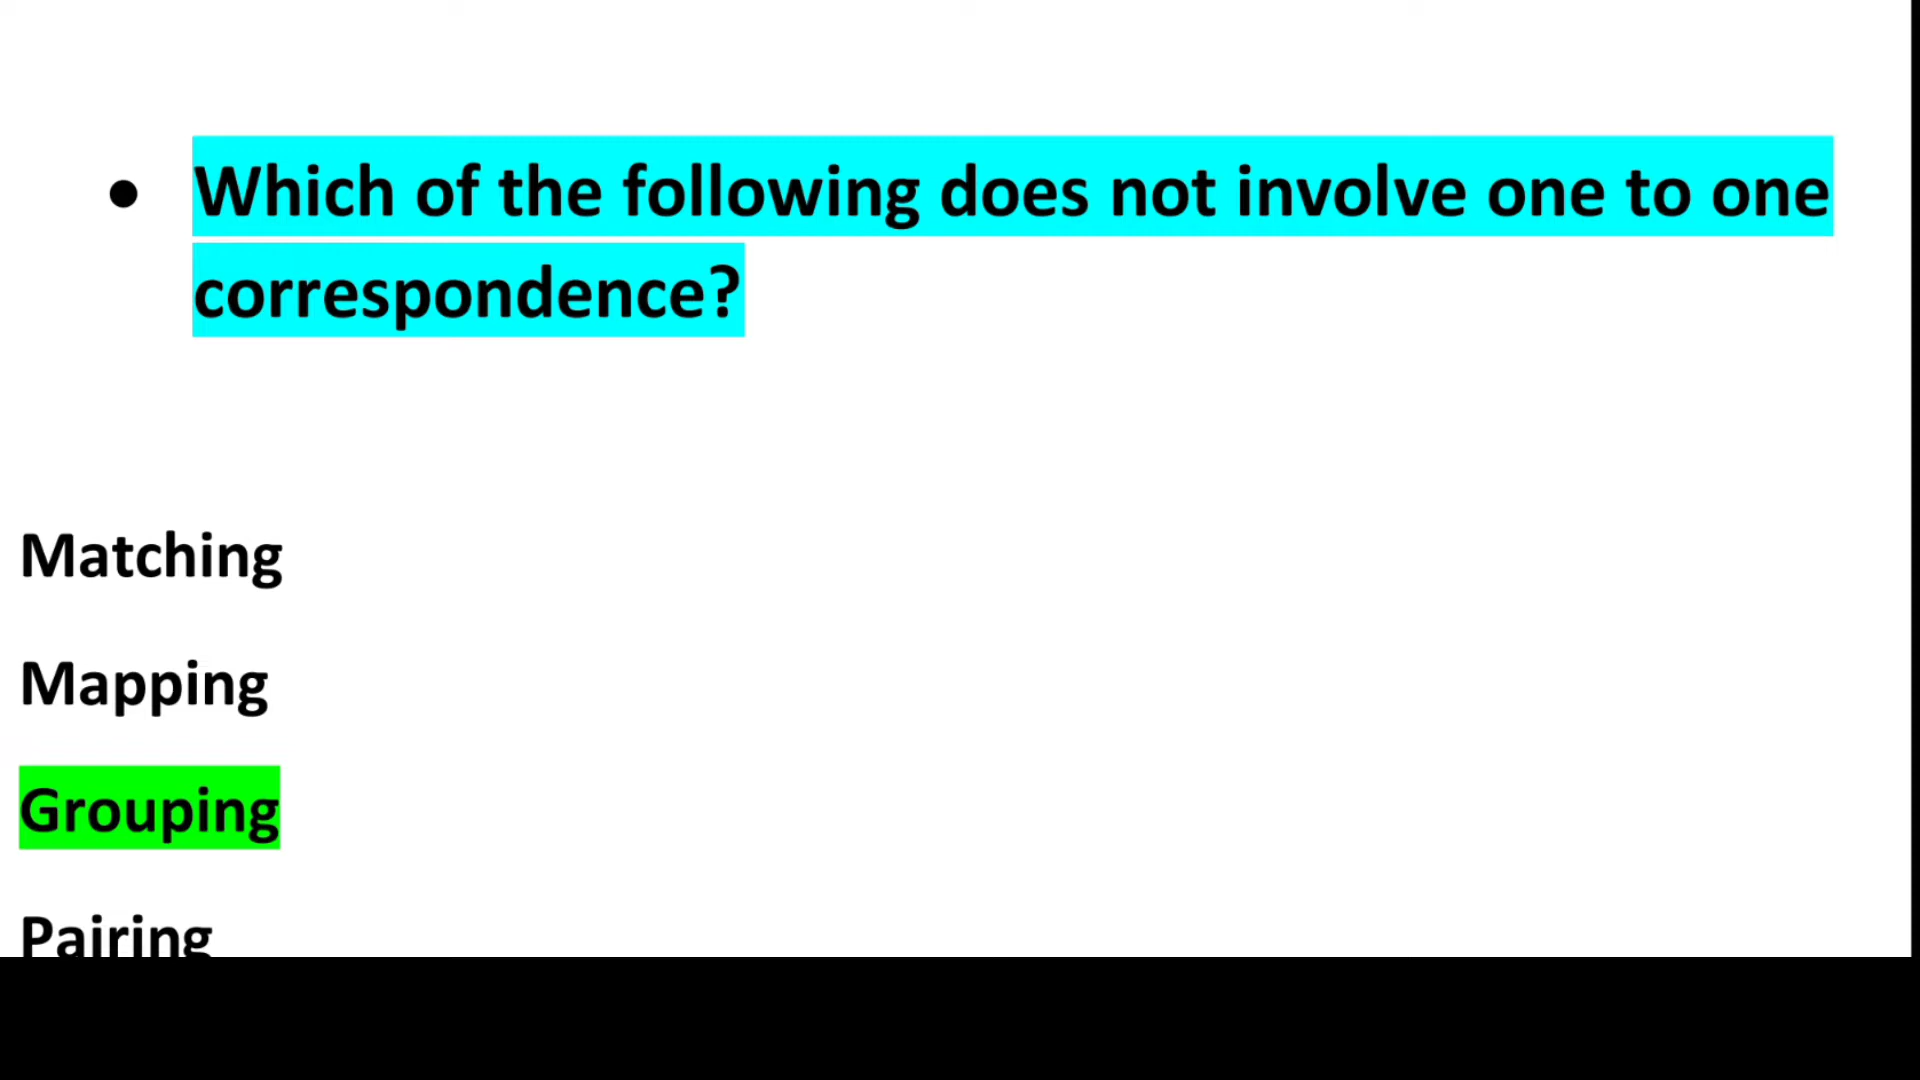 • Which of the following does not involve one to one
correspondence?
Matching
Mapping
Grouping
Pairing